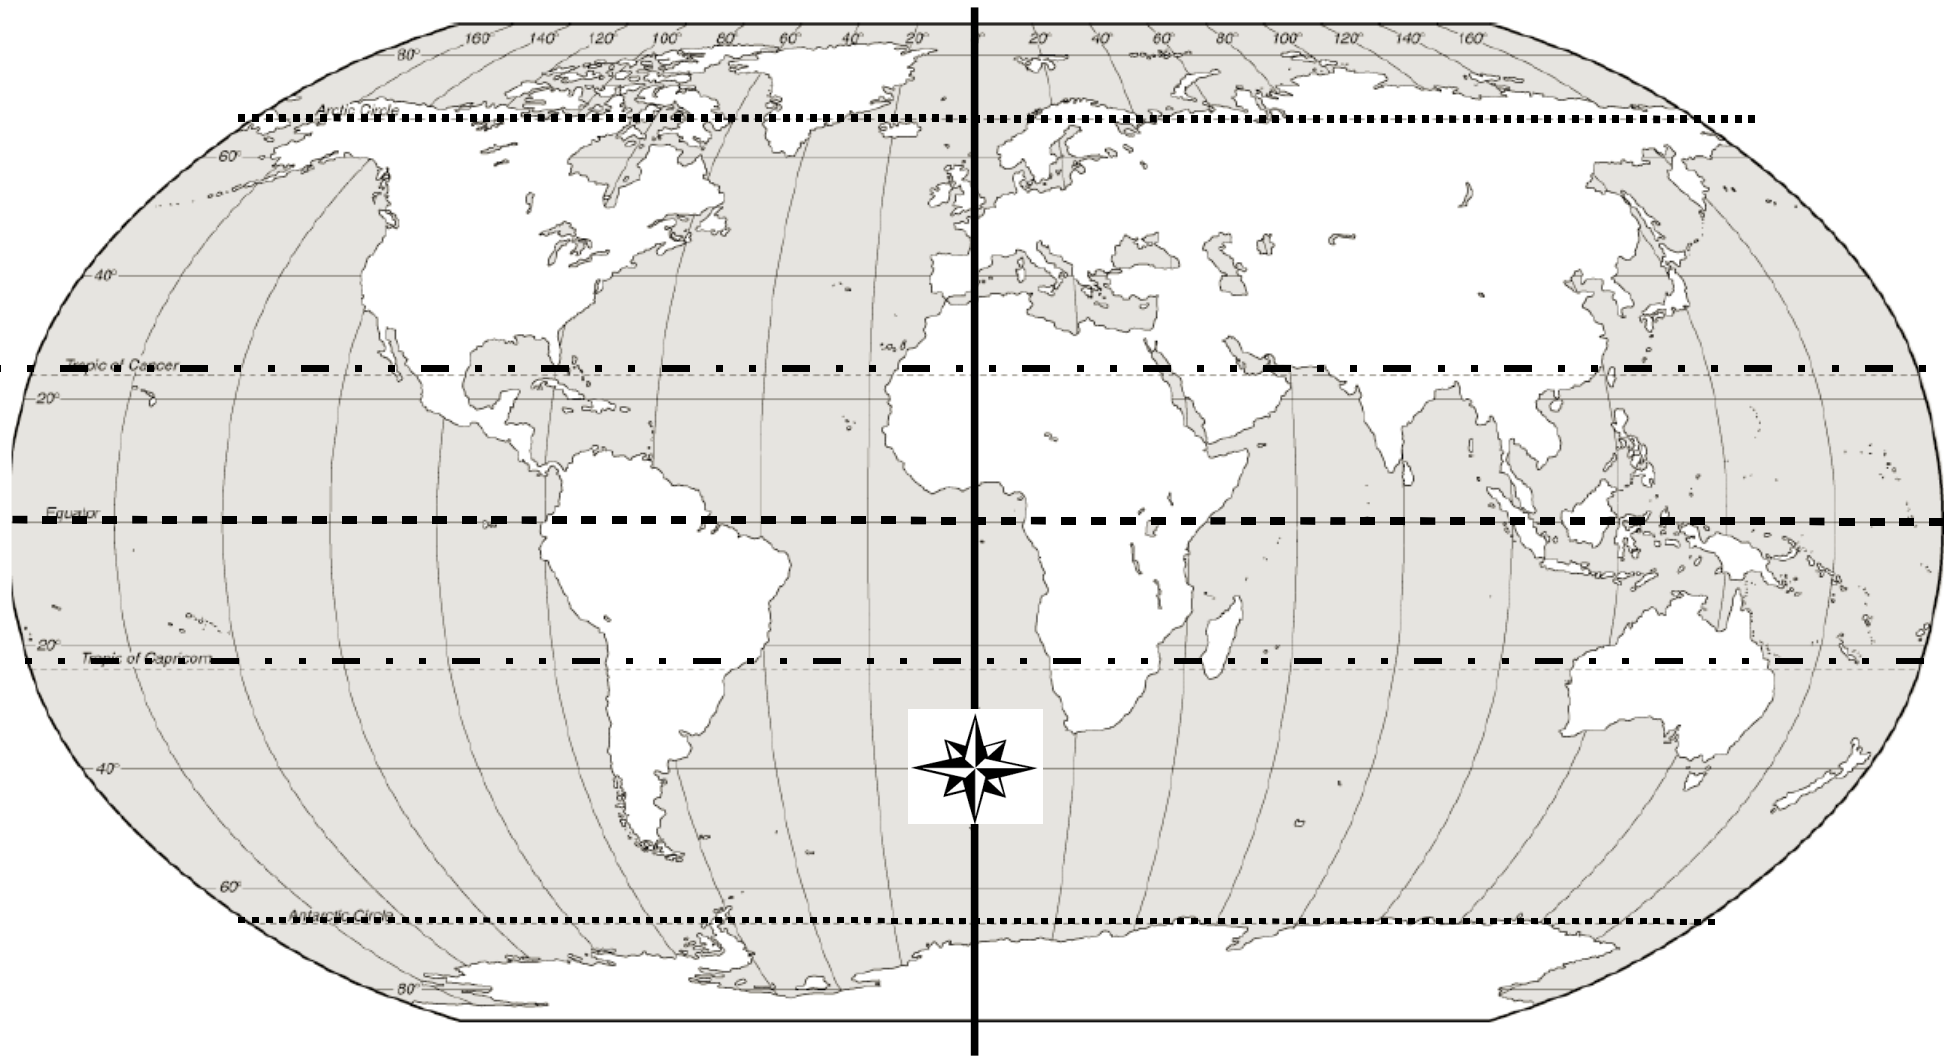 160° 140° 120° 100° 80° 60° 40° 20° 20° 40° 60° 80° 100° 120° 140° 160°
80°
Arctic Circle
60°
40°
Tropic of Cancer
20°
Equator
20°
Tropic of Capricorn
40°
60°
Antarctic Circle
80°